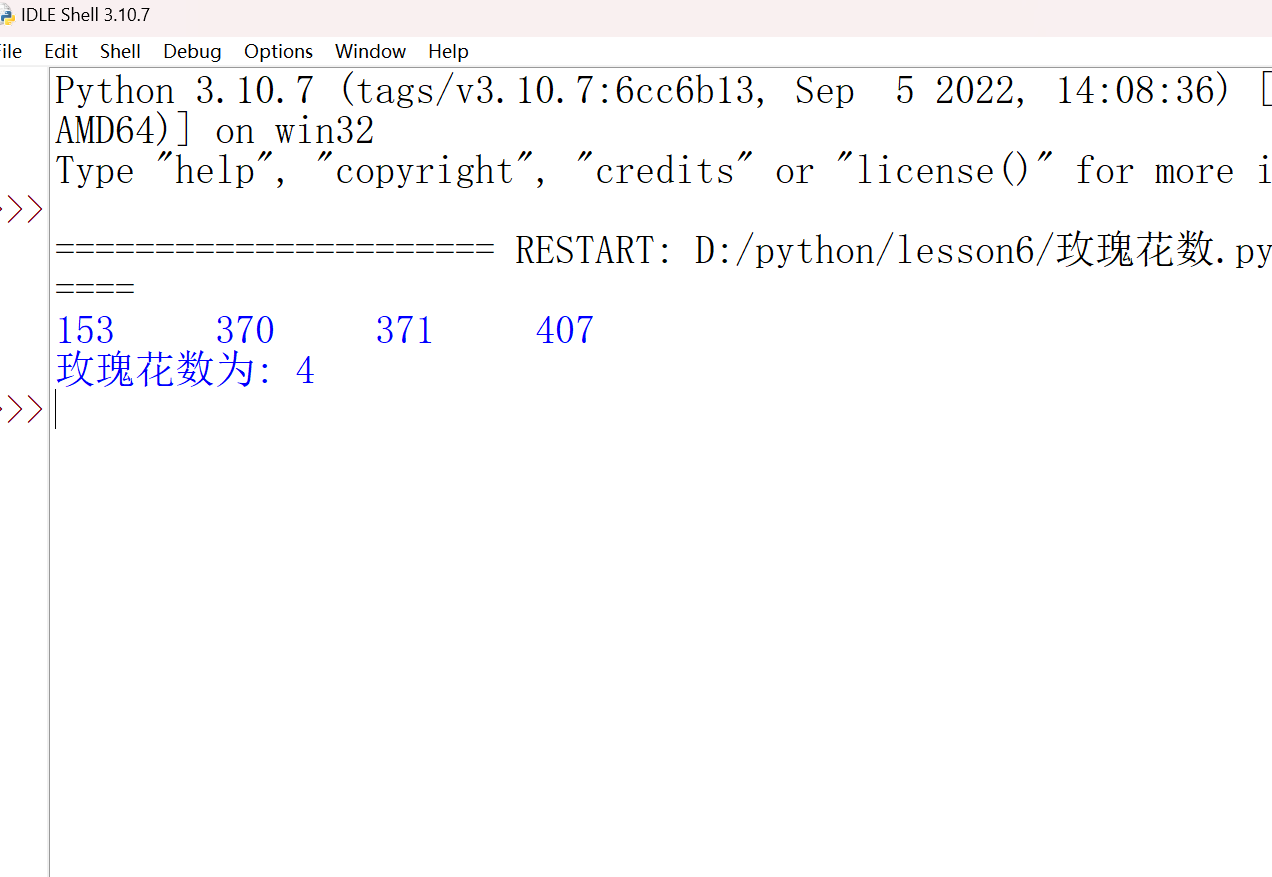 IDLE Shell 3.10.7
File Edit Shell Debug Options Window Help
Python 3.10.7 (tags/v3.10.7:6cc6b13, Sep  5 2022, 14:08:36) [
AMD64)] on win32
Type "help", "copyright", "credits" or "license()" for more i
>>>
====================== RESTART: D:/python/lesson6/玫瑰花数.py
====
153 370 371 407
玫瑰花数为: 4
>>>